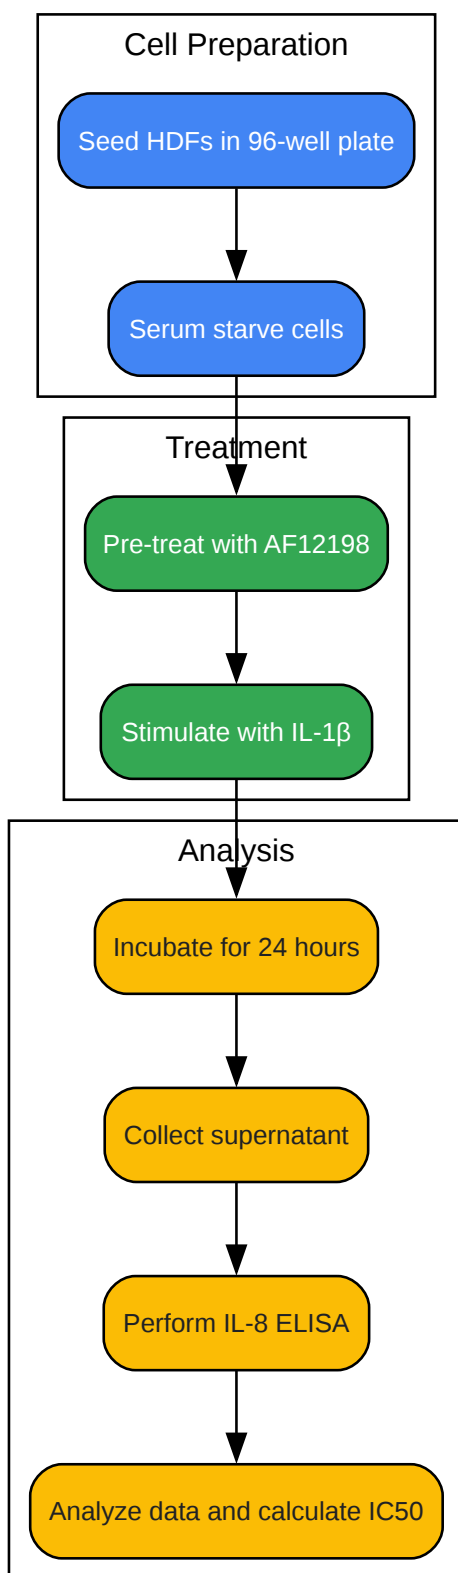 Cell Preparation
Seed HDFs in 96-well plate
Serum starve cells
Treatment
Pre-treat with AF12198
Stimulate with IL-1β
Analysis
Incubate for 24 hours
Collect supernatant
Perform IL-8 ELISA
Analyze data and calculate IC50